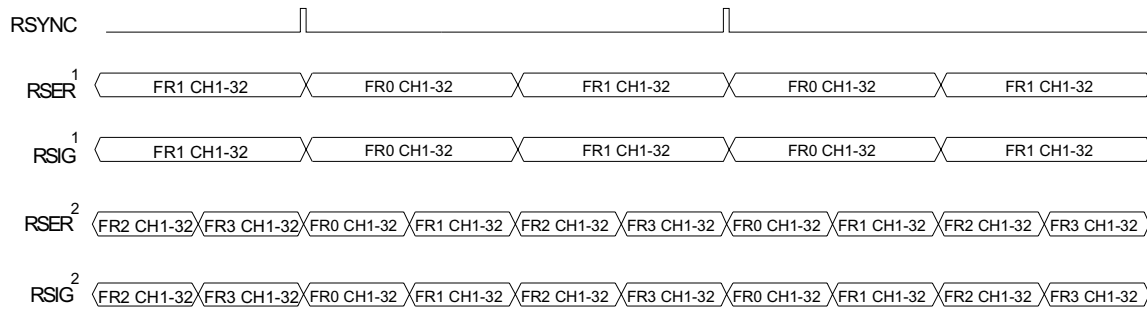 RSYNC
RSER1 FR1 CH1-32 FR0 CH1-32 FR1 CH1-32 FR0 CH1-32 FR1 CH1-32
RSIG1 FR1 CH1-32 FR0 CH1-32 FR1 CH1-32 FR0 CH1-32 FR1 CH1-32
RSER2 FR2 CH1-32 FR3 CH1-32 FR0 CH1-32 FR1 CH1-32 FR2 CH1-32 FR3 CH1-32 FR0 CH1-32 FR1 CH1-32 FR2 CH1-32 FR3 CH1-32
RSIG2 FR2 CH1-32 FR3 CH1-32 FR0 CH1-32 FR1 CH1-32 FR2 CH1-32 FR3 CH1-32 FR0 CH1-32 FR1 CH1-32 FR2 CH1-32 FR3 CH1-32